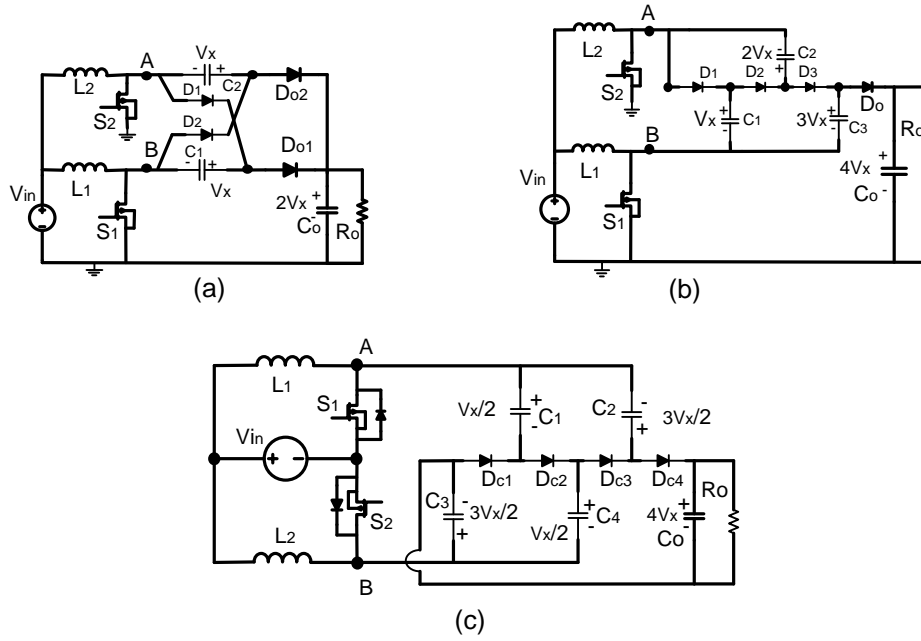 A
Vx
- +
L2
D1
C2
Do2
S2
D2
B
C1
- +
Do1
L1
Vx
Vin
+
-
S1
2Vx
+
-
Co
Ro
(a)
A
L2
2Vx
-
+
C2
D1
D2
D3
Do
S2
Vx
+
-
C1
3Vx
+
-
C3
Ro
B
L1
Vin
+
-
S1
4Vx
+
-
Co
(b)
A
L1
S1
Vx/2
+
-
C1
C2
-
+
3Vx/2
Vin
+ -
Dc1
Dc2
Dc3
Dc4
Ro
C3
-
+
3Vx/2
S2
Vx/2
+
-
C4
4Vx
+
-
Co
L2
B
(c)